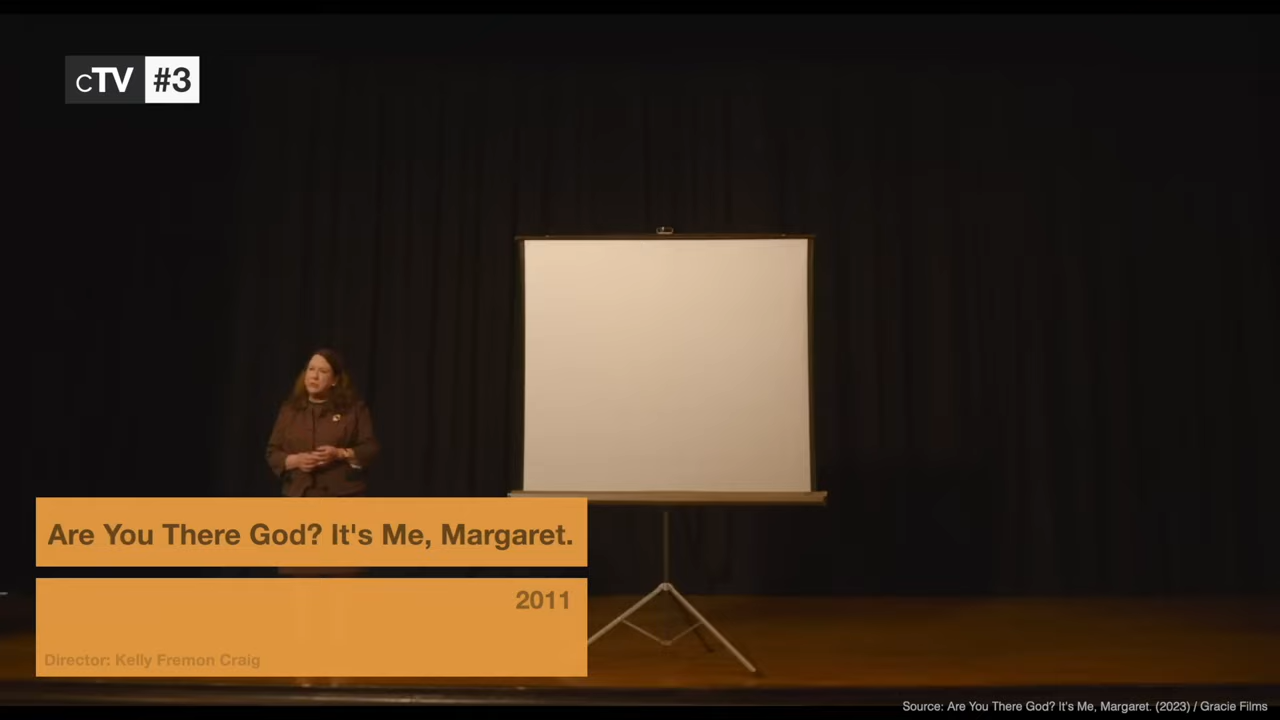 cTV #3
Are You There God? It's Me, Margaret.
2011
Director: Kelly Fremon Craig
Source: Are You There God? It's Me, Margaret. (2023) / Gracie Films